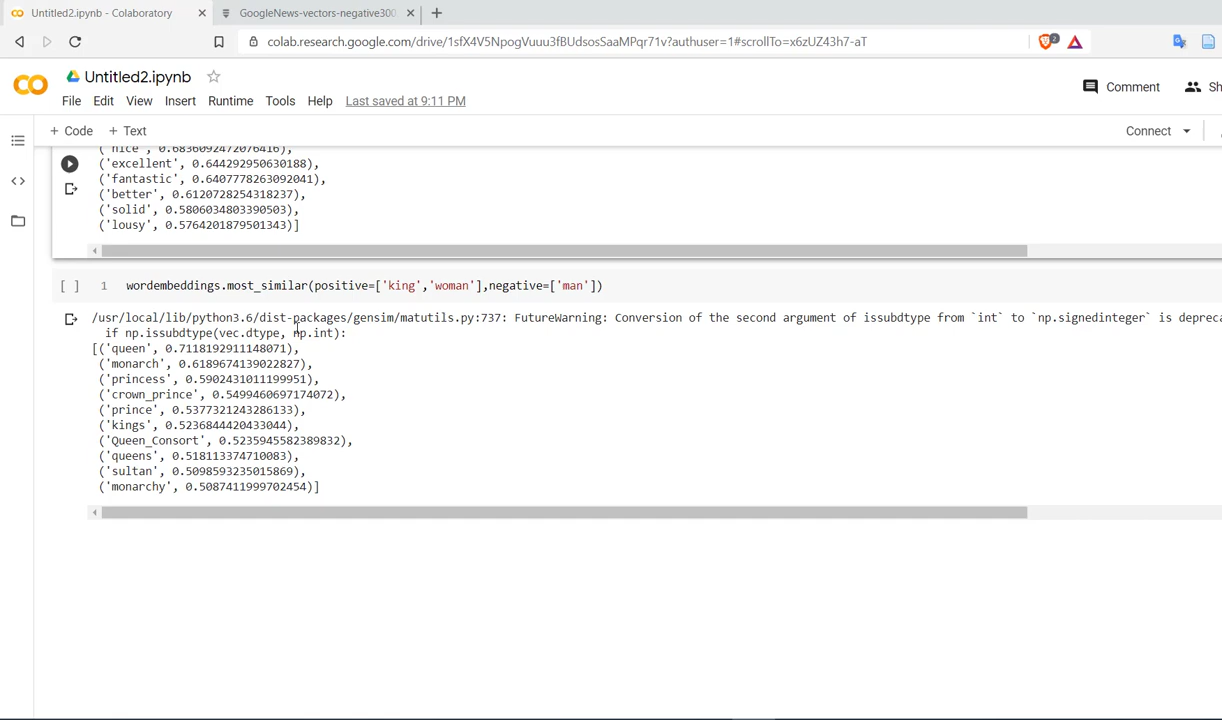 Untitled2.ipynb - Colaboratory
GoogleNews-vectors-negative300
colab.research.google.com/drive/1sfX4V5NpogVuuu3fBUdsosSaaMPqr71v?authuser=1#scrollTo=x6zUZ43h7-aT
2
Untitled2.ipynb
File Edit View Insert Runtime Tools Help Last saved at 9:11 PM
Comment
Sh
+ Code + Text
Connect
('nice', 0.6836092472076416),
('excellent', 0.644292950630188),
('fantastic', 0.6407778263092041),
('better', 0.6120728254318237),
('solid', 0.5806034803390503),
('lousy', 0.5764201879501343)]
[ ] 1 wordembeddings.most_similar(positive=['king','woman'],negative=['man'])
/usr/local/lib/python3.6/dist-packages/gensim/matutils.py:737: FutureWarning: Conversion of the second argument of issubdtype from `int` to `np.signedinteger` is depreca
if np.issubdtype(vec.dtype, np.int):
[('queen', 0.7118192911148071),
('monarch', 0.6189674139022827),
('princess', 0.5902431011199951),
('crown_prince', 0.5499460697174072),
('prince', 0.5377321243286133),
('kings', 0.5236844420433044),
('Queen_Consort', 0.5235945582389832),
('queens', 0.518113374710083),
('sultan', 0.5098593235015869),
('monarchy', 0.5087411999702454)]